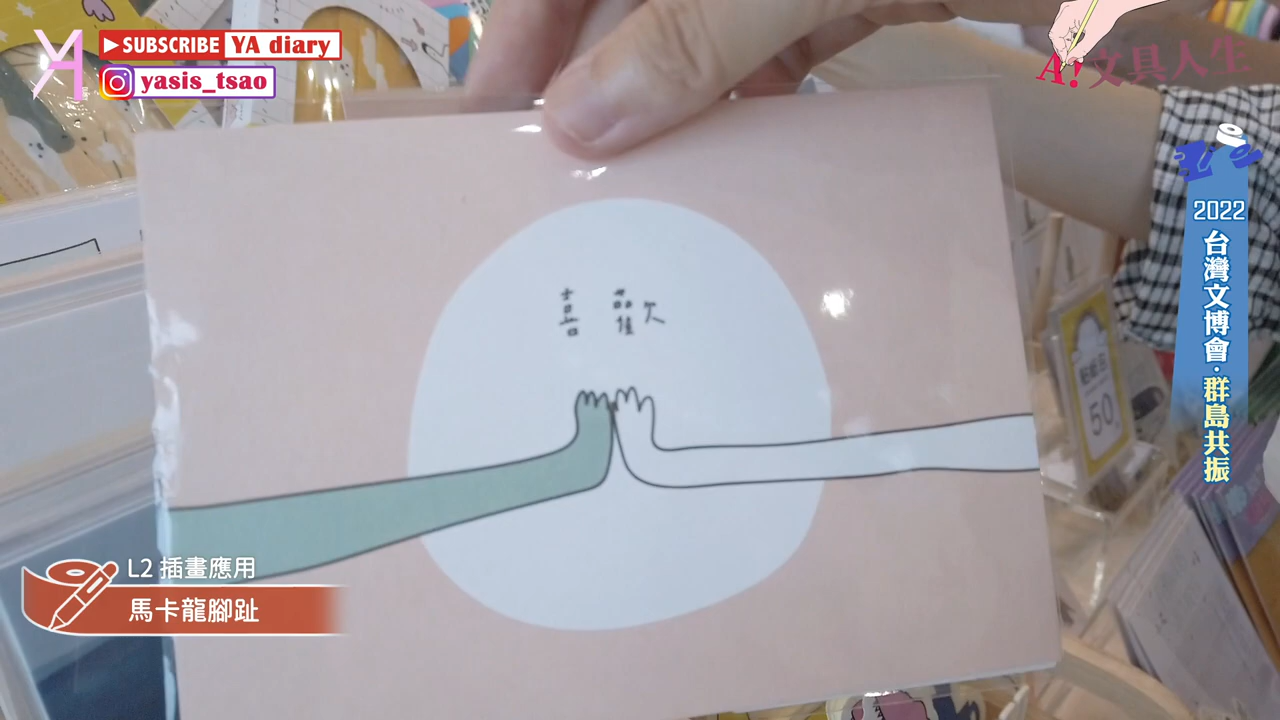 YA
SUBSCRIBE YA diary
yasis_tsao
A!文具人生
2022
台灣文博會·群島共振
喜歡
50
L2 插畫應用
馬卡龍腳趾